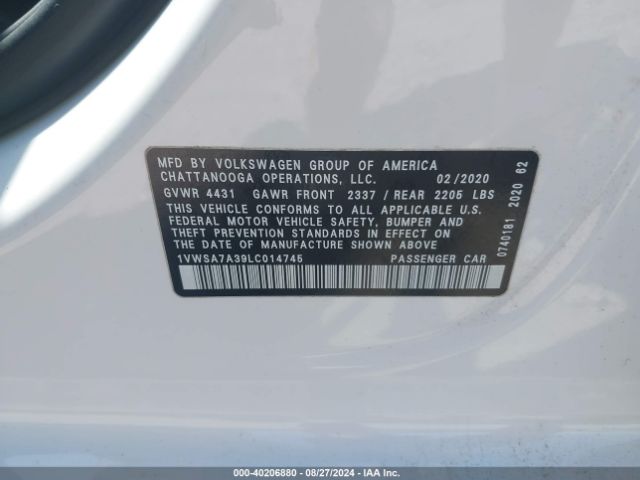 MFD BY VOLKSWAGEN GROUP OF AMERICA
CHATTANOOGA OPERATIONS, LLC. 02/2020
GVWR 4431 GAWR FRONT 2337 / REAR 2205 LBS
THIS VEHICLE CONFORMS TO ALL APPLICABLE U.S.
FEDERAL MOTOR VEHICLE SAFETY, BUMPER AND
THEFT PREVENTION STANDARDS IN EFFECT ON
THE DATE OF MANUFACTURE SHOWN ABOVE
1VWSA7A39LC014745 PASSENGER CAR
0740181 2020 62
000-40206880 - 08/27/2024 - IAA Inc.